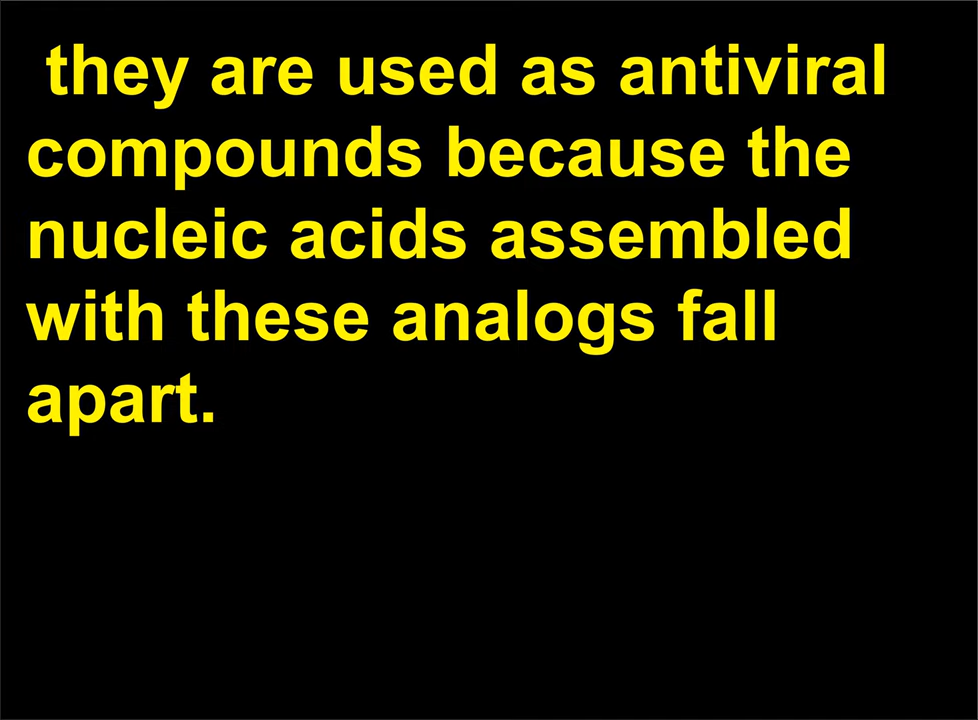 they are used as antiviral
compounds because the
nucleic acids assembled
with these analogs fall
apart.